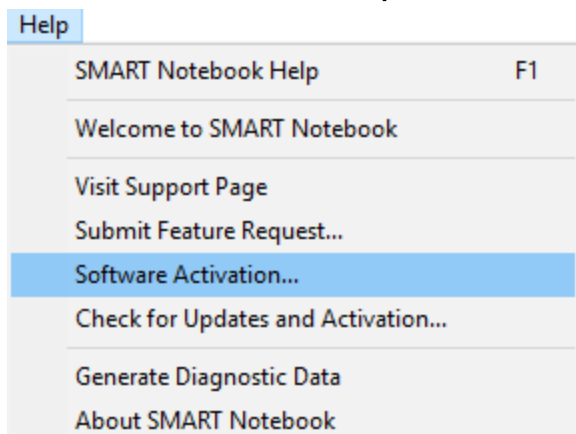 Help
SMART Notebook Help F1
Welcome to SMART Notebook
Visit Support Page
Submit Feature Request...
Software Activation...
Check for Updates and Activation...
Generate Diagnostic Data
About SMART Notebook